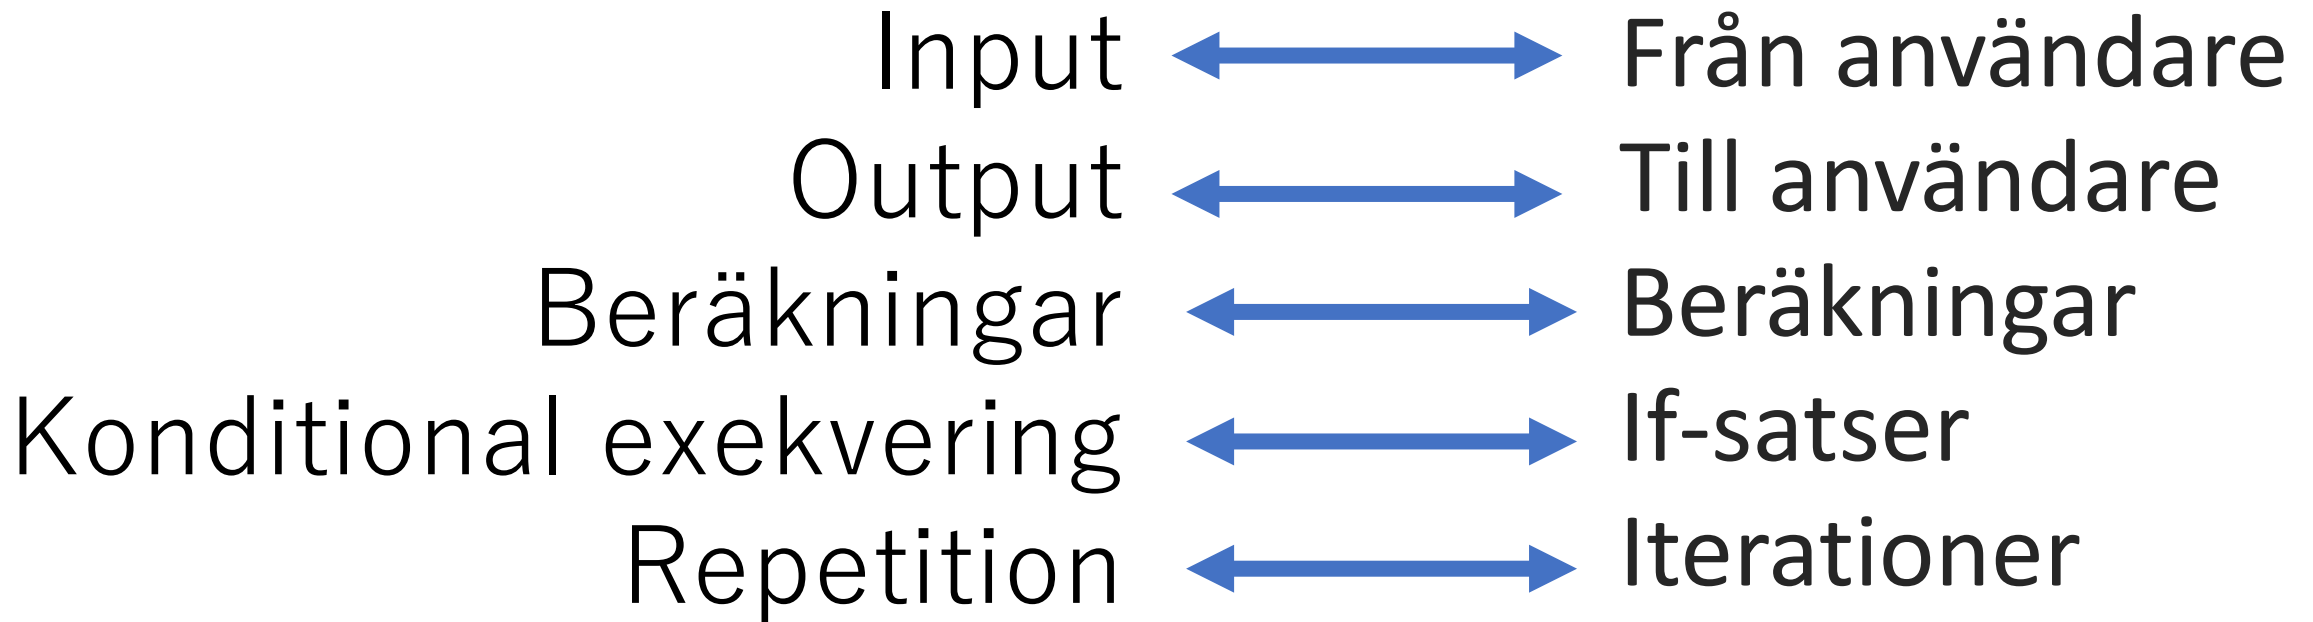 Input Från användare
Output Till användare
Beräkningar Beräkningar
Konditional exekvering If-satser
Repetition Iterationer